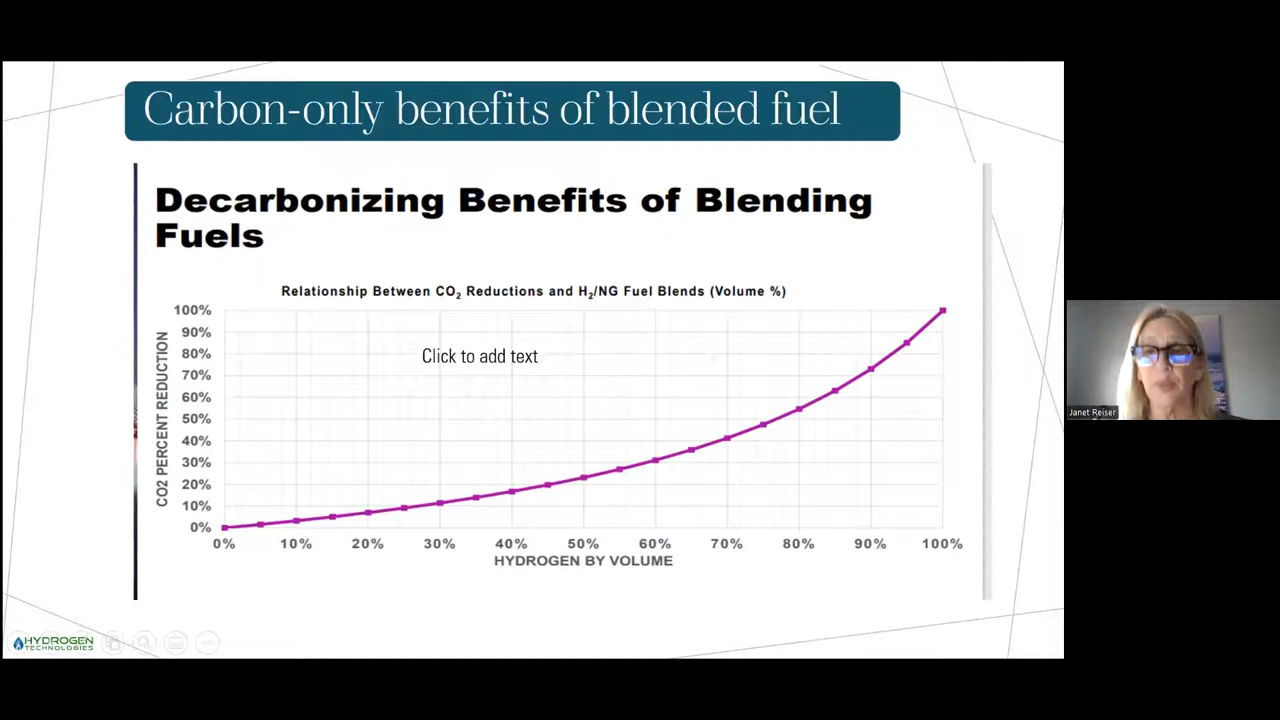 Carbon-only benefits of blended fuel
Decarbonizing Benefits of Blending
Fuels
Relationship Between CO₂ Reductions and H₂/NG Fuel Blends (Volume %)
100%
90%
80%
70%
60%
50%
40%
30%
20%
10%
0%
CO2 PERCENT REDUCTION
Click to add text
0% 10% 20% 30% 40% 50% 60% 70% 80% 90% 100%
HYDROGEN BY VOLUME
HYDROGEN
TECHNOLOGIES
Janet Reiser